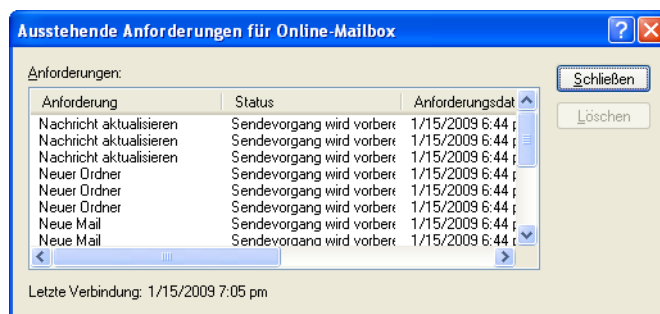 Ausstehende Anforderungen für Online-Mailbox
Anforderungen:
Schließen
Löschen
Anforderung Status Anforderungsdat
Nachricht aktualisieren Sendevorgang wird vorbere 1/15/2009 6:44 p
Nachricht aktualisieren Sendevorgang wird vorbere 1/15/2009 6:44 p
Nachricht aktualisieren Sendevorgang wird vorbere 1/15/2009 6:44 p
Neuer Ordner Sendevorgang wird vorbere 1/15/2009 6:44 p
Neuer Ordner Sendevorgang wird vorbere 1/15/2009 6:44 p
Neuer Ordner Sendevorgang wird vorbere 1/15/2009 6:44 p
Neue Mail Sendevorgang wird vorbere 1/15/2009 6:44 p
Neue Mail Sendevorgang wird vorbere 1/15/2009 6:44 p
Letzte Verbindung: 1/15/2009 7:05 pm